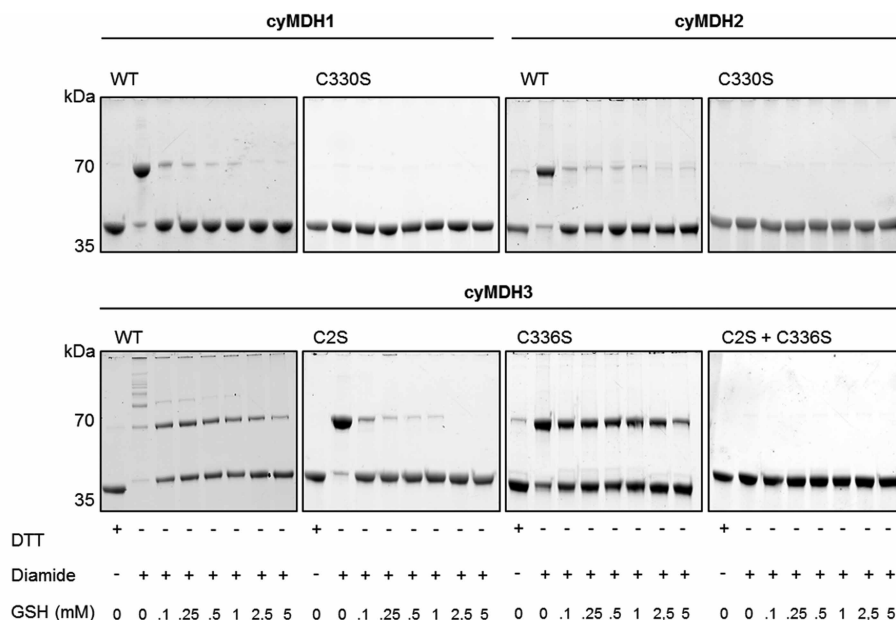 cyMDH1 cyMDH2
WT C330S WT C330S
kDa
70
35
cyMDH3
WT C2S C336S C2S + C336S
kDa
70
35
DTT + - - - - - - - + - - - - - - - + - - - - - - - + - - - - - - -
Diamide - + + + + + + + - + + + + + + + - + + + + + + + - + + + + + + +
GSH (mM) 0 0 .1 .25 .5 1 2.5 5 0 0 .1 .25 .5 1 2.5 5 0 0 .1 .25 .5 1 2,5 5 0 0 .1 .25 .5 1 2,5 5